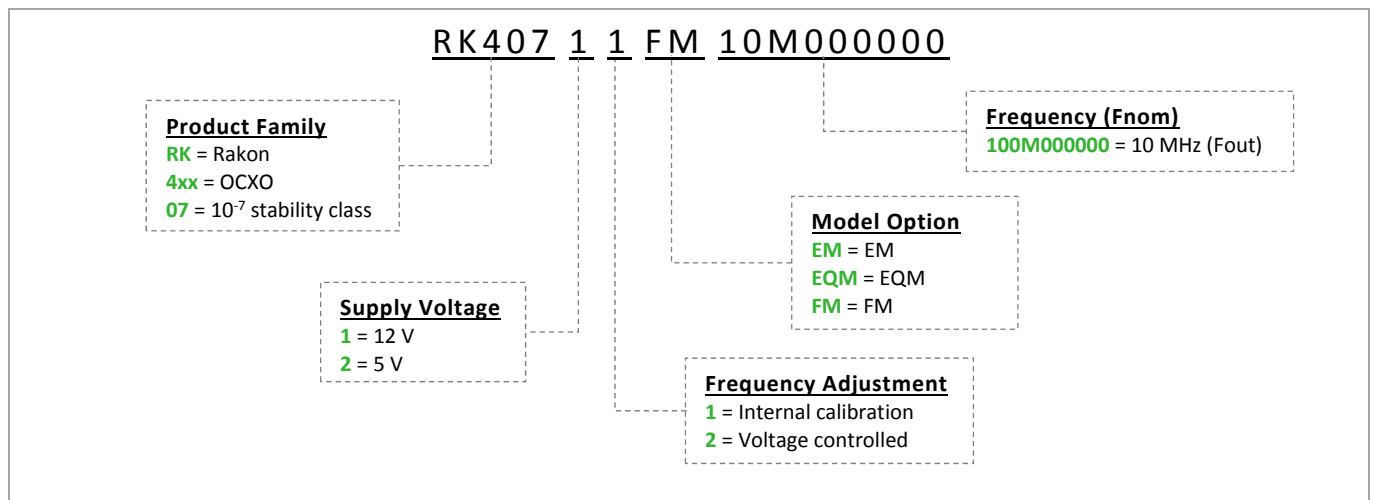 RK407 1 1 FM 10M000000
Product Family
RK = Rakon
4xx = OCXO
07 = 10⁻⁷ stability class
Supply Voltage
1 = 12 V
2 = 5 V
Frequency Adjustment
1 = Internal calibration
2 = Voltage controlled
Model Option
EM = EM
EQM = EQM
FM = FM
Frequency (Fnom)
100M000000 = 10 MHz (Fout)